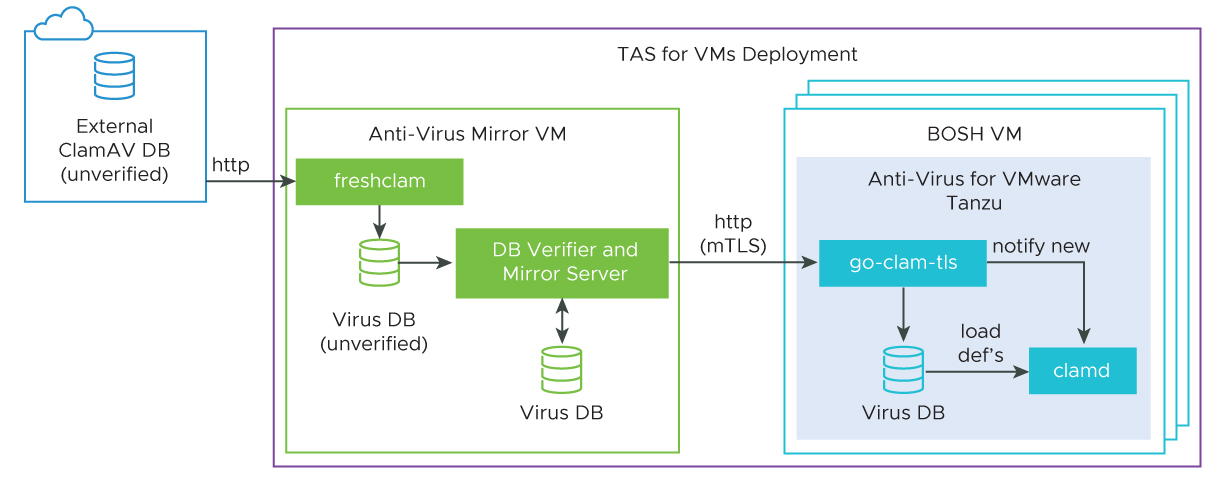 TAS for VMs Deployment
External
ClamAV DB
(unverified)
http
Anti-Virus Mirror VM
freshclam
Virus DB
(unverified)
DB Verifier and
Mirror Server
Virus DB
http
(mTLS)
BOSH VM
Anti-Virus for VMware
Tanzu
go-clam-tls
notify new
load
def's
Virus DB
clamd